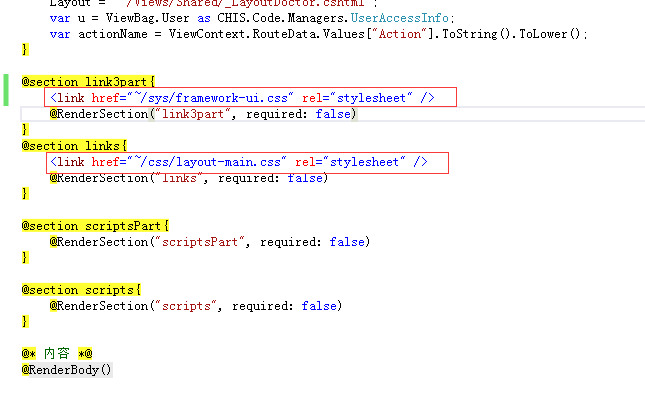 Layout = "~/Views/Shared/_LayoutDoctor.cshtml";
var u = ViewBag.User as CHIS.Code.Managers.UserAccessInfo;
var actionName = ViewContext.RouteData.Values["Action"].ToString().ToLower();
}
@section link3part{
<link href="~/sys/framework-ui.css" rel="stylesheet" />
@RenderSection("link3part", required: false)
}
@section links{
<link href="~/css/layout-main.css" rel="stylesheet" />
@RenderSection("links", required: false)
}
@section scriptsPart{
@RenderSection("scriptsPart", required: false)
}
@section scripts{
@RenderSection("scripts", required: false)
}
@* 内容 *@
@RenderBody()